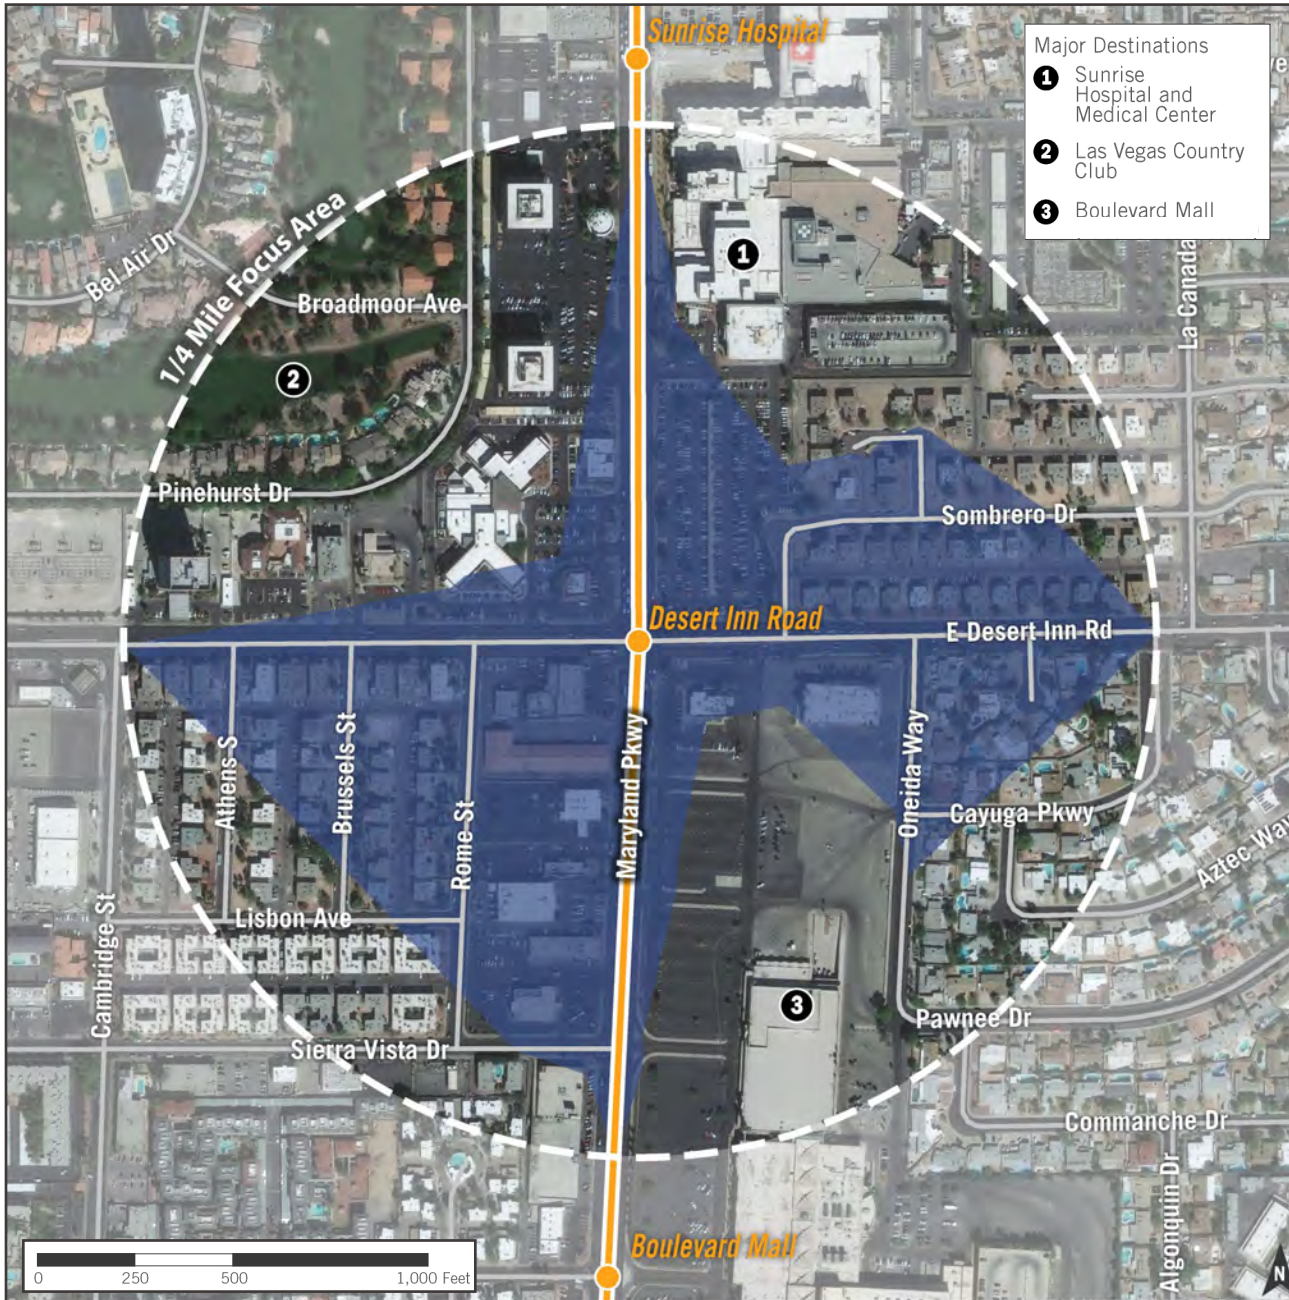 Sunrise Hospital
Major Destinations
1 Sunrise
Hospital and
Medical Center
2 Las Vegas Country
Club
3 Boulevard Mall
1/4 Mile Focus Area
Bel Air Dr
Broadmoor Ave
1
2
La Canada
Pinehurst Dr
Sombrero Dr
Desert Inn Road
E Desert Inn Rd
Athens S
Brussels St
Rome St
Maryland Pkwy
Oneida Way
Cayuga Pkwy
Aztec Way
Lisbon Ave
Cambridge St
3
Pawnee Dr
Sierra Vista Dr
Commanche Dr
Algonquin Dr
Boulevard Mall
0 250 500 1,000 Feet
N